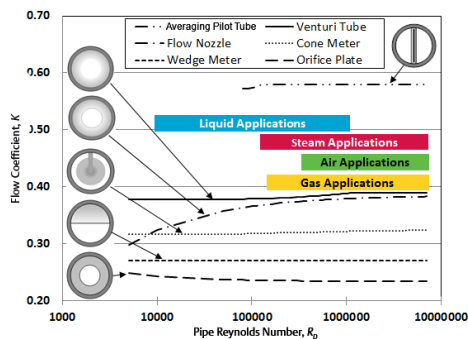 0.70
0.60
0.50
0.40
0.30
0.20
Flow Coefficient, K
Averaging Pilot Tube
Venturi Tube
Flow Nozzle
Cone Meter
Wedge Meter
Orifice Plate
Liquid Applications
Steam Applications
Air Applications
Gas Applications
1000 10000 100000 1000000 10000000
Pipe Reynolds Number, R_D